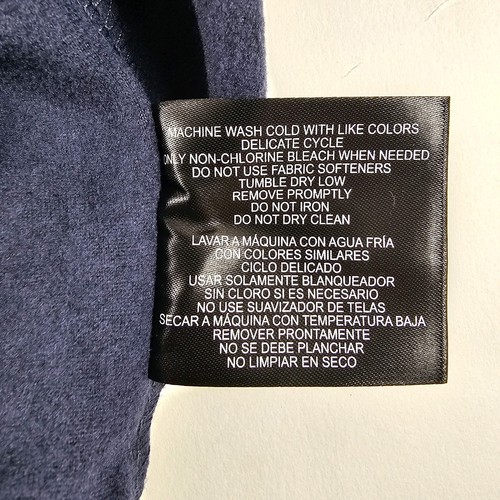 MACHINE WASH COLD WITH LIKE COLORS
DELICATE CYCLE
ONLY NON-CHLORINE BLEACH WHEN NEEDED
DO NOT USE FABRIC SOFTENERS
TUMBLE DRY LOW
REMOVE PROMPTLY
DO NOT IRON
DO NOT DRY CLEAN
LAVAR A MÁQUINA CON AGUA FRÍA
CON COLORES SIMILARES
CICLO DELICADO
USAR SOLAMENTE BLANQUEADOR
SIN CLORO SI ES NECESARIO
NO USE SUAVIZADOR DE TELAS
SECAR A MÁQUINA CON TEMPERATURA BAJA
REMOVER PRONTAMENTE
NO SE DEBE PLANCHAR
NO LIMPIAR EN SECO